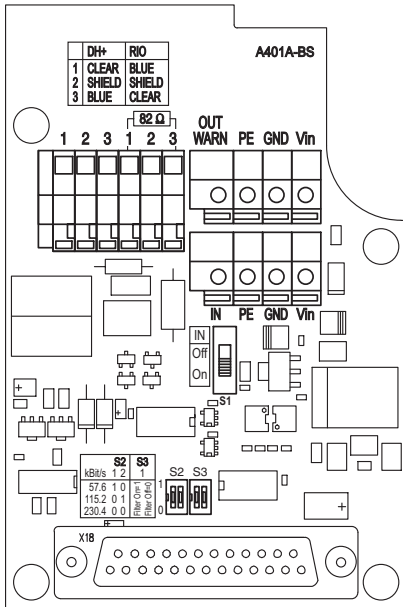 A401A-BS
DH+ RIO
1 CLEAR BLUE
2 SHIELD SHIELD
3 BLUE CLEAR
82 Ω
1 2 3 1 2 3
OUT
WARN PE GND Vin
IN PE GND Vin
IN
Off
On
S1
S2 S3
kBit/s 1 2 1
57.6 1 0
115.2 0 1
230.4 0 0
Filter On=1
Filter Off=0
S2 S3
1
0
X18